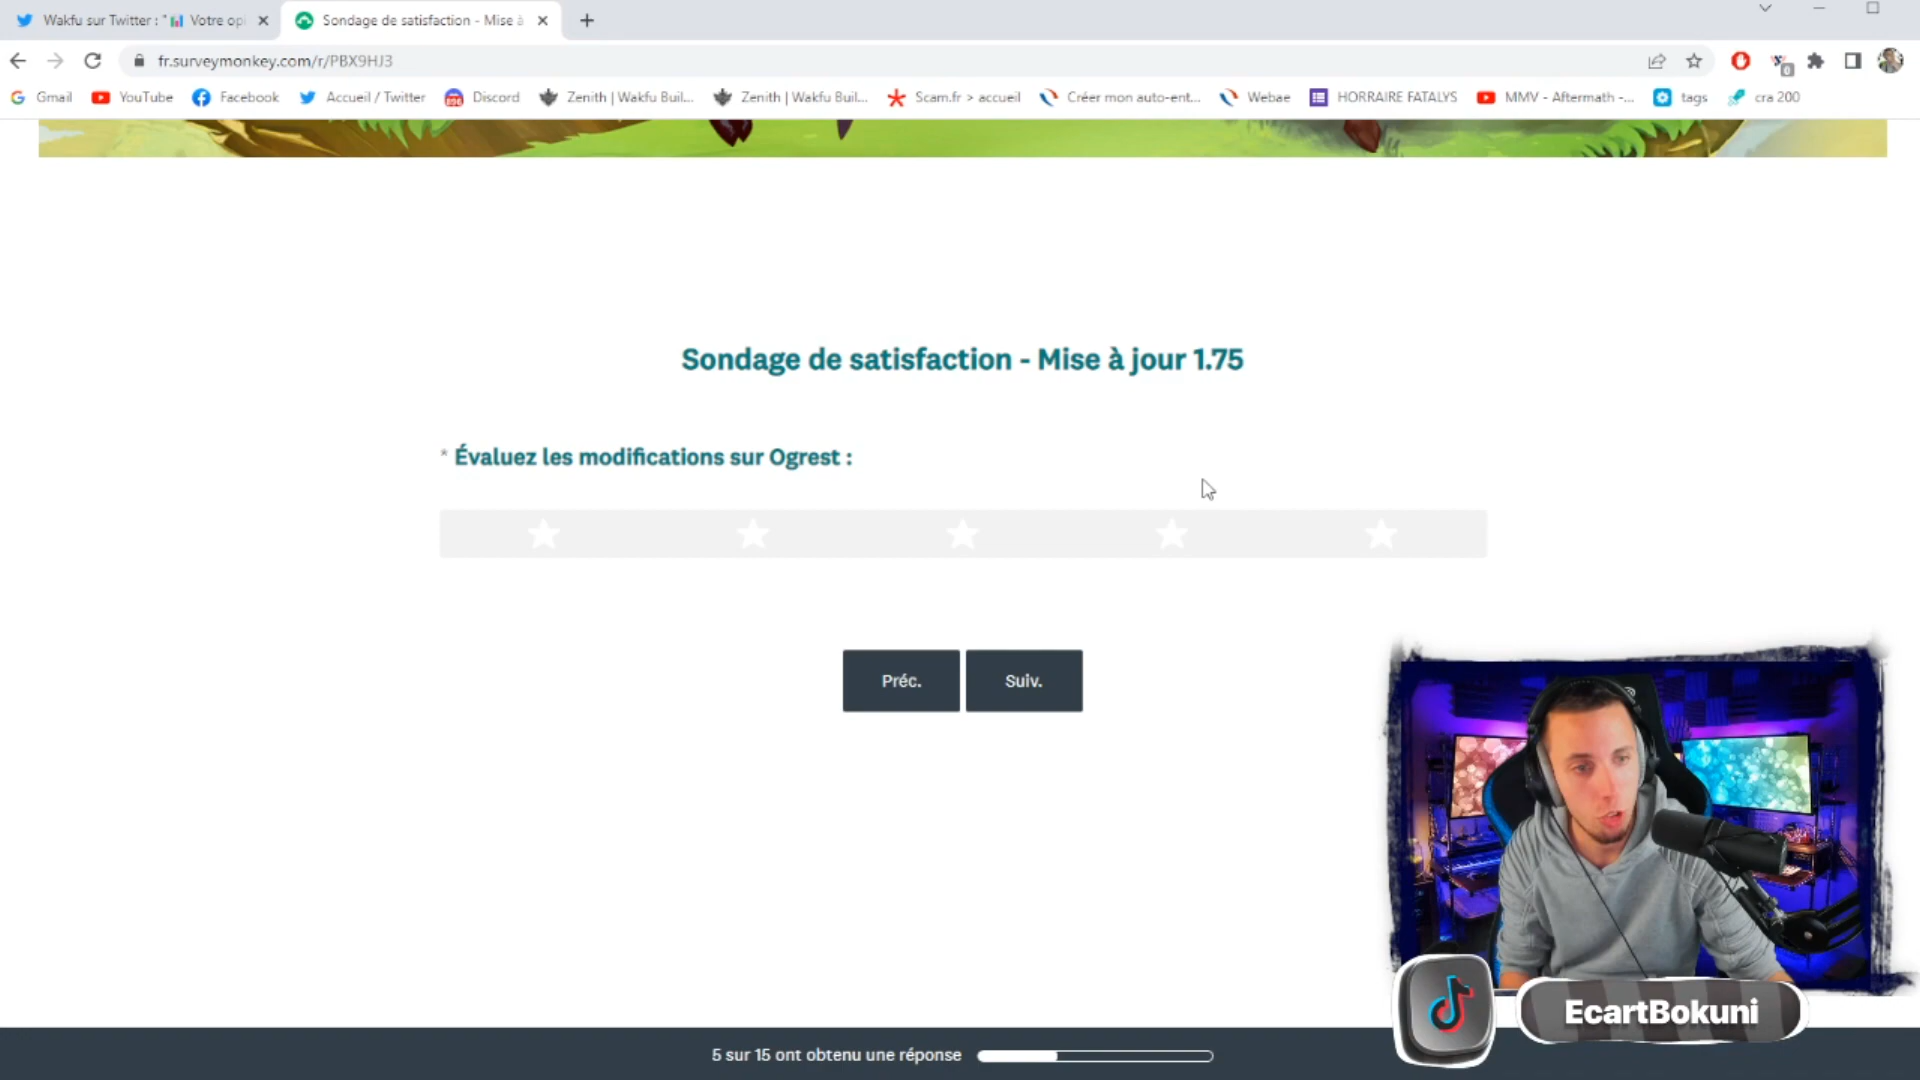 Wakfu sur Twitter : " Votre opi
Sondage de satisfaction - Mise à
fr.surveymonkey.com/r/PBX9HJ3
Gmail
YouTube
Facebook
Accueil / Twitter
Discord
Zenith | Wakfu Buil...
Zenith | Wakfu Buil...
Scam.fr > accueil
Créer mon auto-ent...
Webae
HORRAIRE FATALYS
MMV - Aftermath -...
tags
cra 200
Sondage de satisfaction - Mise à jour 1.75
* Évaluez les modifications sur Ogrest :
Préc.
Suiv.
EcartBokuni
5 sur 15 ont obtenu une réponse